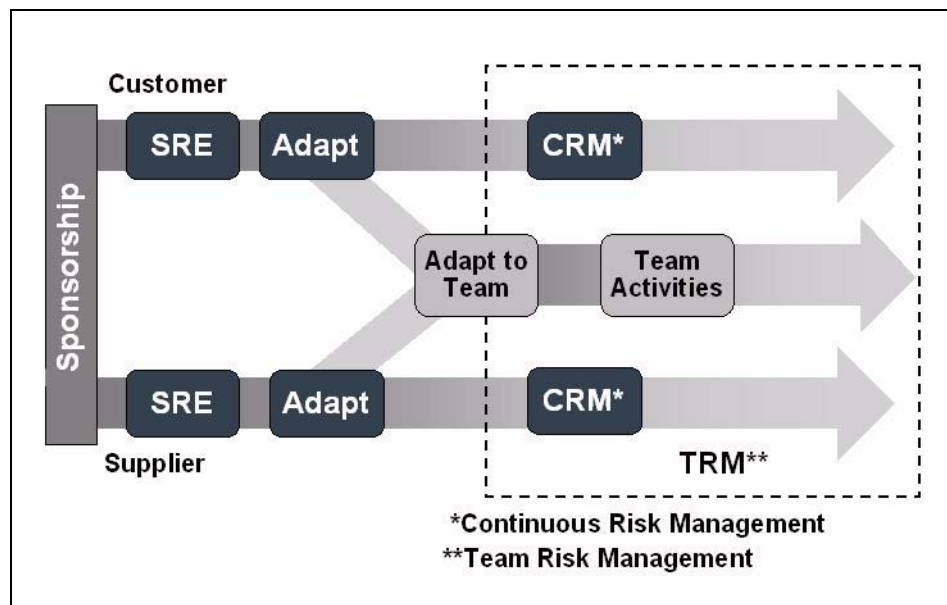 Customer
Sponsorship
SRE
Adapt
CRM*
Adapt to
Team
Team
Activities
SRE
Adapt
CRM*
Supplier
TRM**
*Continuous Risk Management
**Team Risk Management